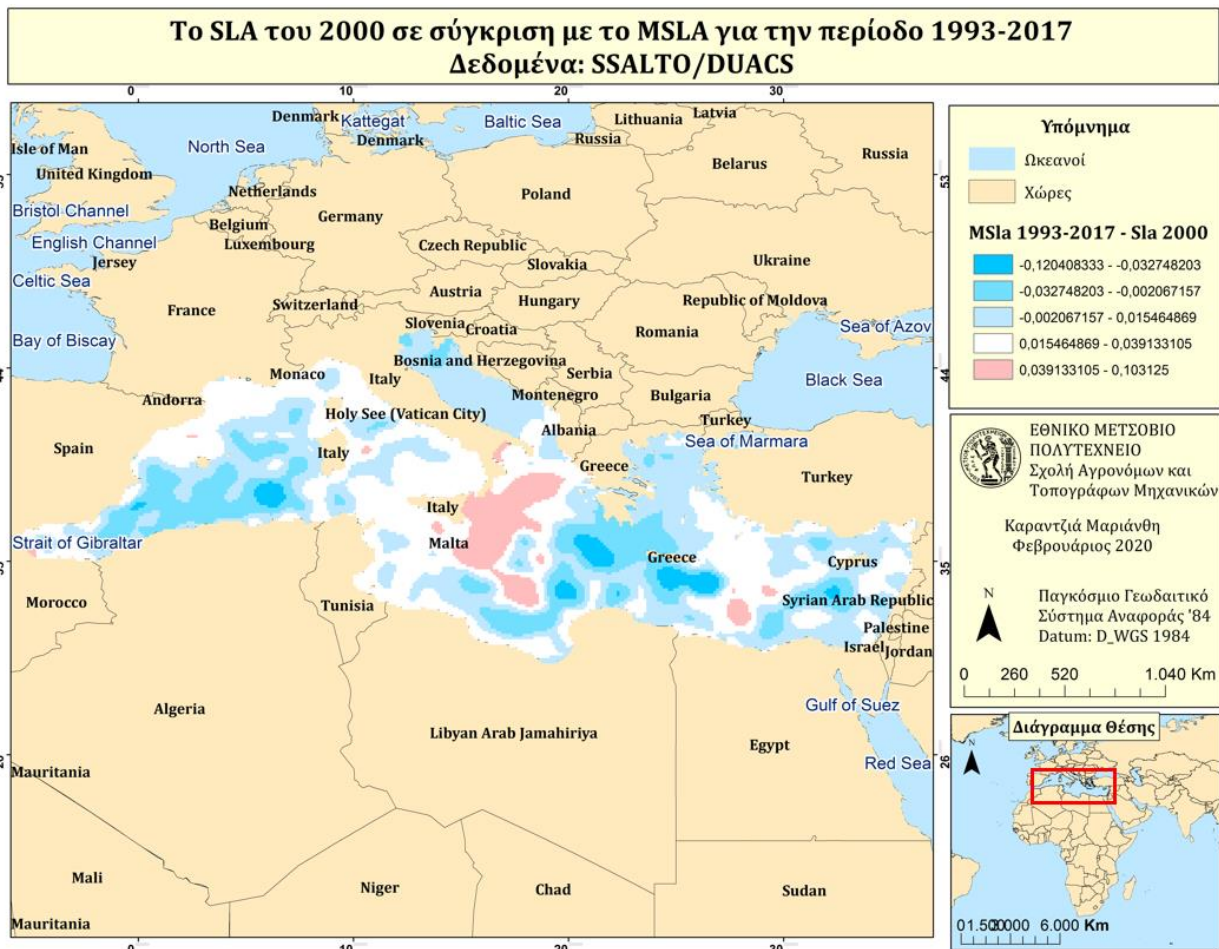 Το SLA του 2000 σε σύγκριση με το MSLA για την περίοδο 1993-2017
Δεδομένα: SSALTO/DUACS
0 10 20 30
Denmark
Kattegat
Baltic Sea
Lithuania
Latvia
Denmark
Russia
Isle of Man
North Sea
Belarus
Russia
United Kingdom
53
Netherlands
Poland
Bristol Channel
Germany
Belgium
English Channel
Luxembourg
Czech Republic
Jersey
Slovakia
Ukraine
Celtic Sea
Austria
France
Switzerland
Hungary
Republic of Moldova
Slovenia
Croatia
Romania
Sea of Azov
Bay of Biscay
Bosnia and Herzegovina
44
Monaco
Italy
Serbia
Black Sea
Andorra
Montenegro
Bulgaria
Holy See (Vatican City)
Turkey
Albania
Sea of Marmara
Spain
Italy
Greece
Turkey
Italy
Strait of Gibraltar
Malta
Greece
Cyprus
35
Morocco
Tunisia
Syrian Arab Republic
Palestine
Israel
Jordan
Algeria
Gulf of Suez
Libyan Arab Jamahiriya
Egypt
Red Sea
26
Mauritania
Mali
Niger
Chad
Sudan
Mauritania
Υπόμνημα
Ωκεανοί
Χώρες
MSla 1993-2017 - Sla 2000
-0,120408333 - -0,032748203
-0,032748203 - -0,002067157
-0,002067157 - 0,015464869
0,015464869 - 0,039133105
0,039133105 - 0,103125
ΕΘΝΙΚΟ ΜΕΤΣΟΒΙΟ
ΠΟΛΥΤΕΧΝΕΙΟ
Σχολή Αγρονόμων και
Τοπογράφων Μηχανικών
Καραντζιά Μαριάνθη
Φεβρουάριος 2020
N
Παγκόσμιο Γεωδαιτικό
Σύστημα Αναφοράς '84
Datum: D_WGS 1984
0 260 520 1.040 Km
Διάγραμμα Θέσης
N
0 1.500 3.000 6.000 Km